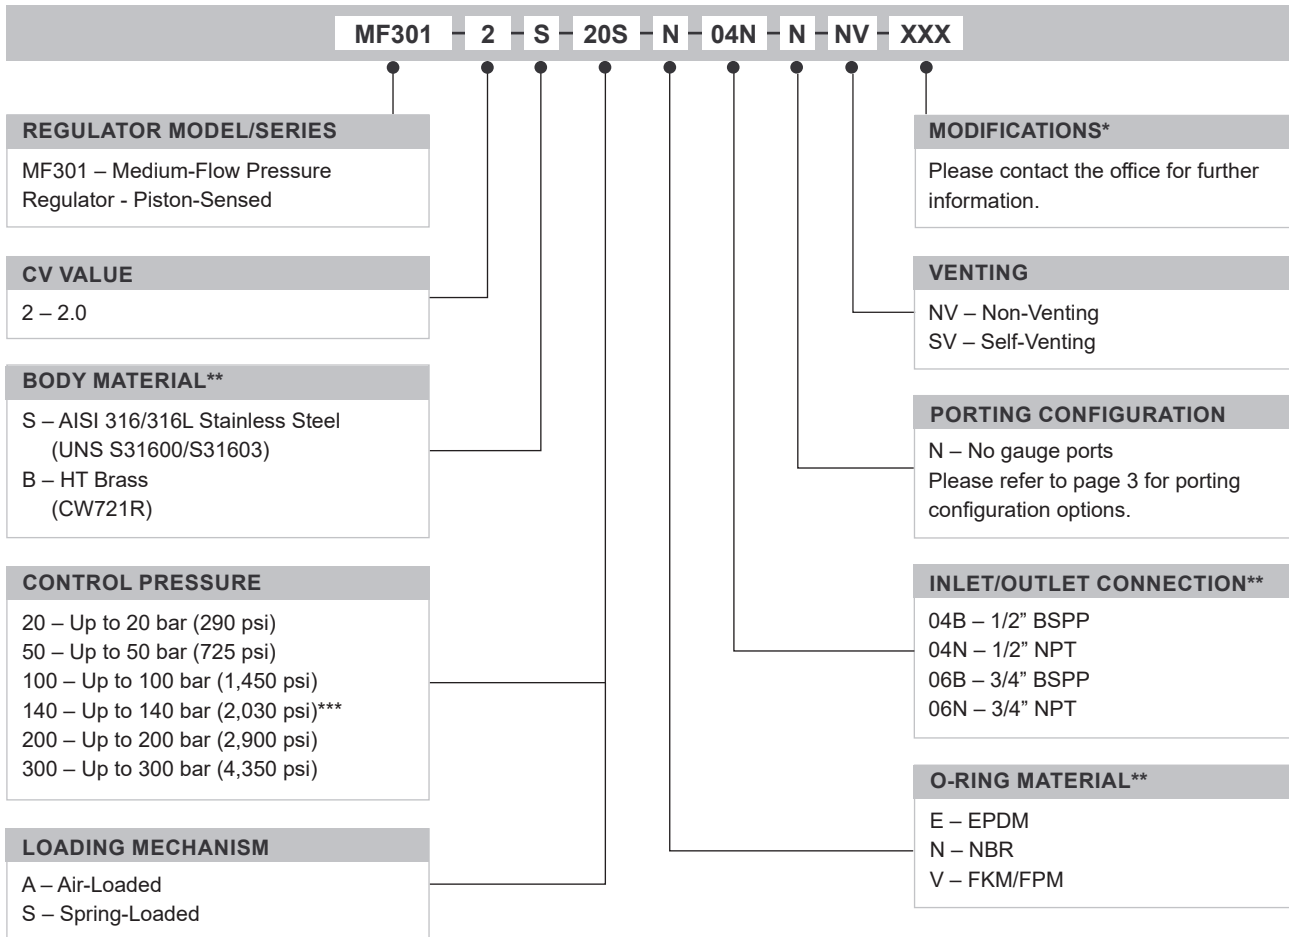 MF301 2 S 20S N 04N N NV XXX
REGULATOR MODEL/SERIES
MF301 – Medium-Flow Pressure
Regulator - Piston-Sensed
CV VALUE
2 – 2.0
BODY MATERIAL**
S – AISI 316/316L Stainless Steel
(UNS S31600/S31603)
B – HT Brass
(CW721R)
CONTROL PRESSURE
20 – Up to 20 bar (290 psi)
50 – Up to 50 bar (725 psi)
100 – Up to 100 bar (1,450 psi)
140 – Up to 140 bar (2,030 psi)***
200 – Up to 200 bar (2,900 psi)
300 – Up to 300 bar (4,350 psi)
LOADING MECHANISM
A – Air-Loaded
S – Spring-Loaded
MODIFICATIONS*
Please contact the office for further
information.
VENTING
NV – Non-Venting
SV – Self-Venting
PORTING CONFIGURATION
N – No gauge ports
Please refer to page 3 for porting
configuration options.
INLET/OUTLET CONNECTION**
04B – 1/2” BSPP
04N – 1/2” NPT
06B – 3/4” BSPP
06N – 3/4” NPT
O-RING MATERIAL**
E – EPDM
N – NBR
V – FKM/FPM